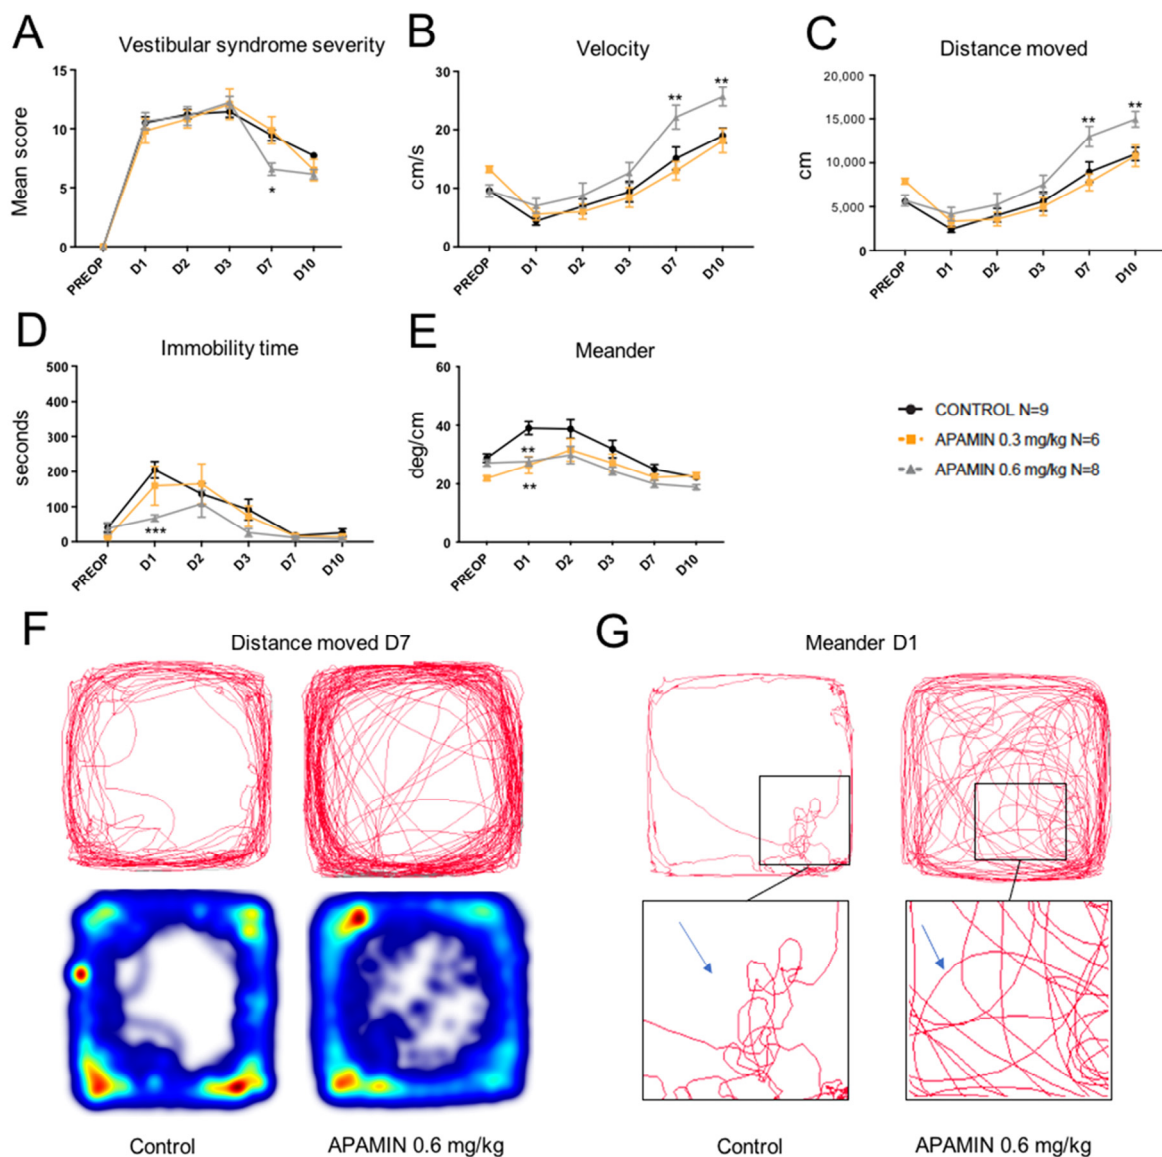 A
Vestibular syndrome severity
Mean score
15
10
5
0
PREOP
D1
D2
D3
D7
D10
*
B
Velocity
cm/s
30
20
10
0
PREOP
D1
D2
D3
D7
D10
**
**
C
Distance moved
cm
20,000
15,000
10,000
5,000
0
PREOP
D1
D2
D3
D7
D10
**
**
D
Immobility time
seconds
500
400
300
200
100
0
PREOP
D1
D2
D3
D7
D10
***
E
Meander
deg/cm
60
40
20
0
PREOP
D1
D2
D3
D7
D10
**
**
CONTROL N=9
APAMIN 0.3 mg/kg N=6
APAMIN 0.6 mg/kg N=8
F
Distance moved D7
Control
APAMIN 0.6 mg/kg
G
Meander D1
Control
APAMIN 0.6 mg/kg